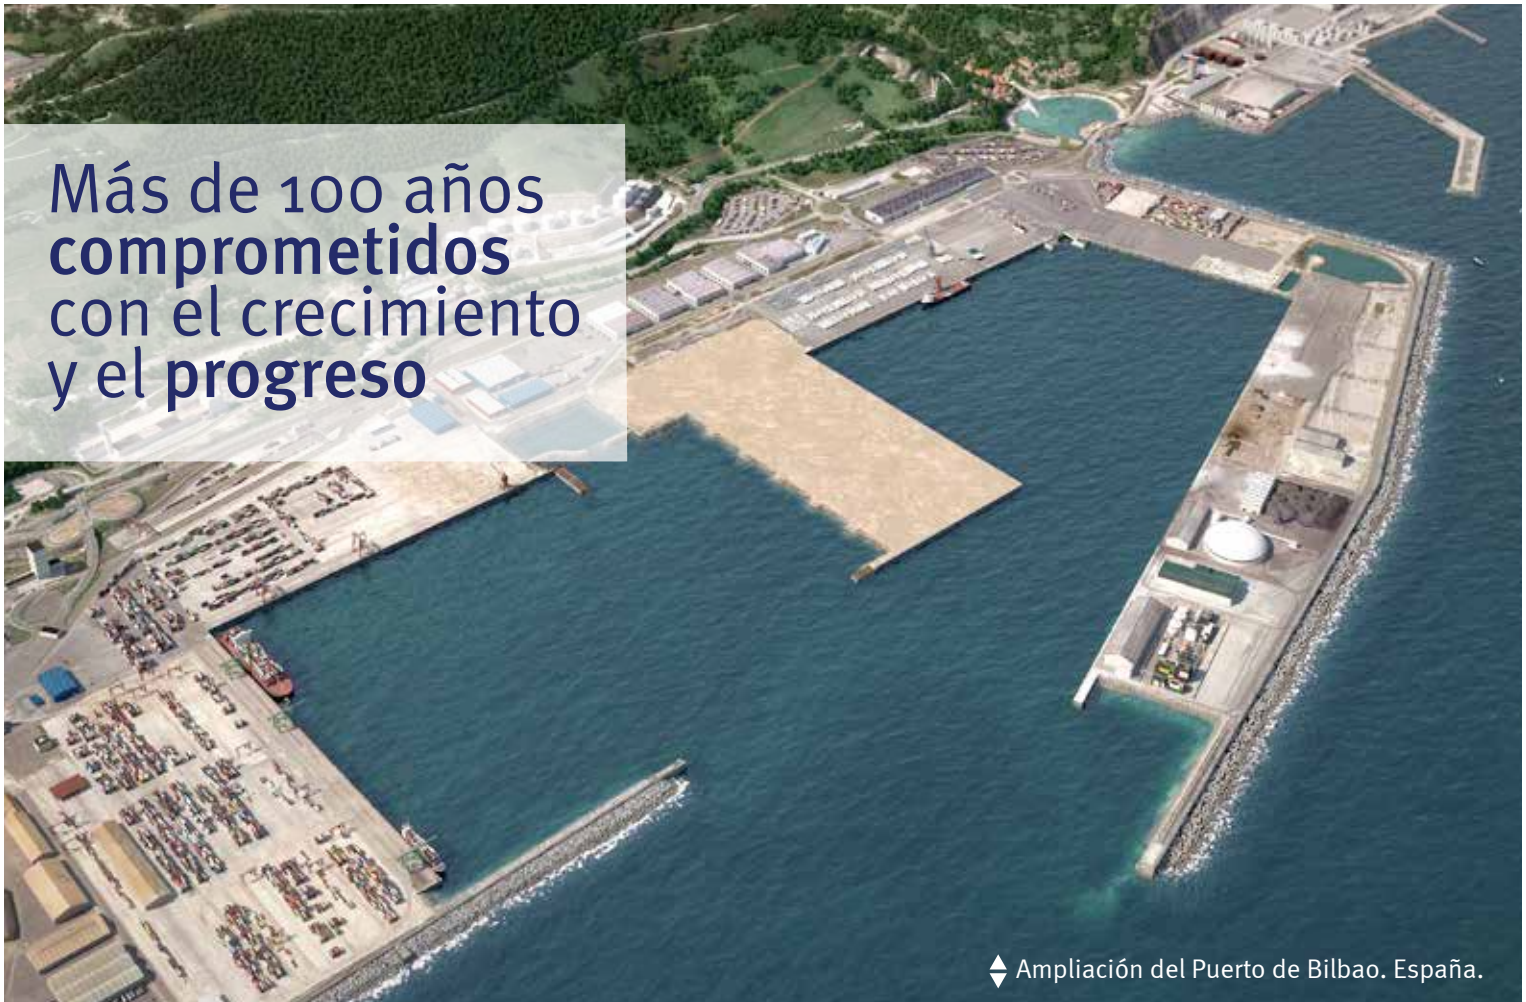 Más de 100 años
comprometidos
con el crecimiento
y el progreso
Ampliación del Puerto de Bilbao. España.